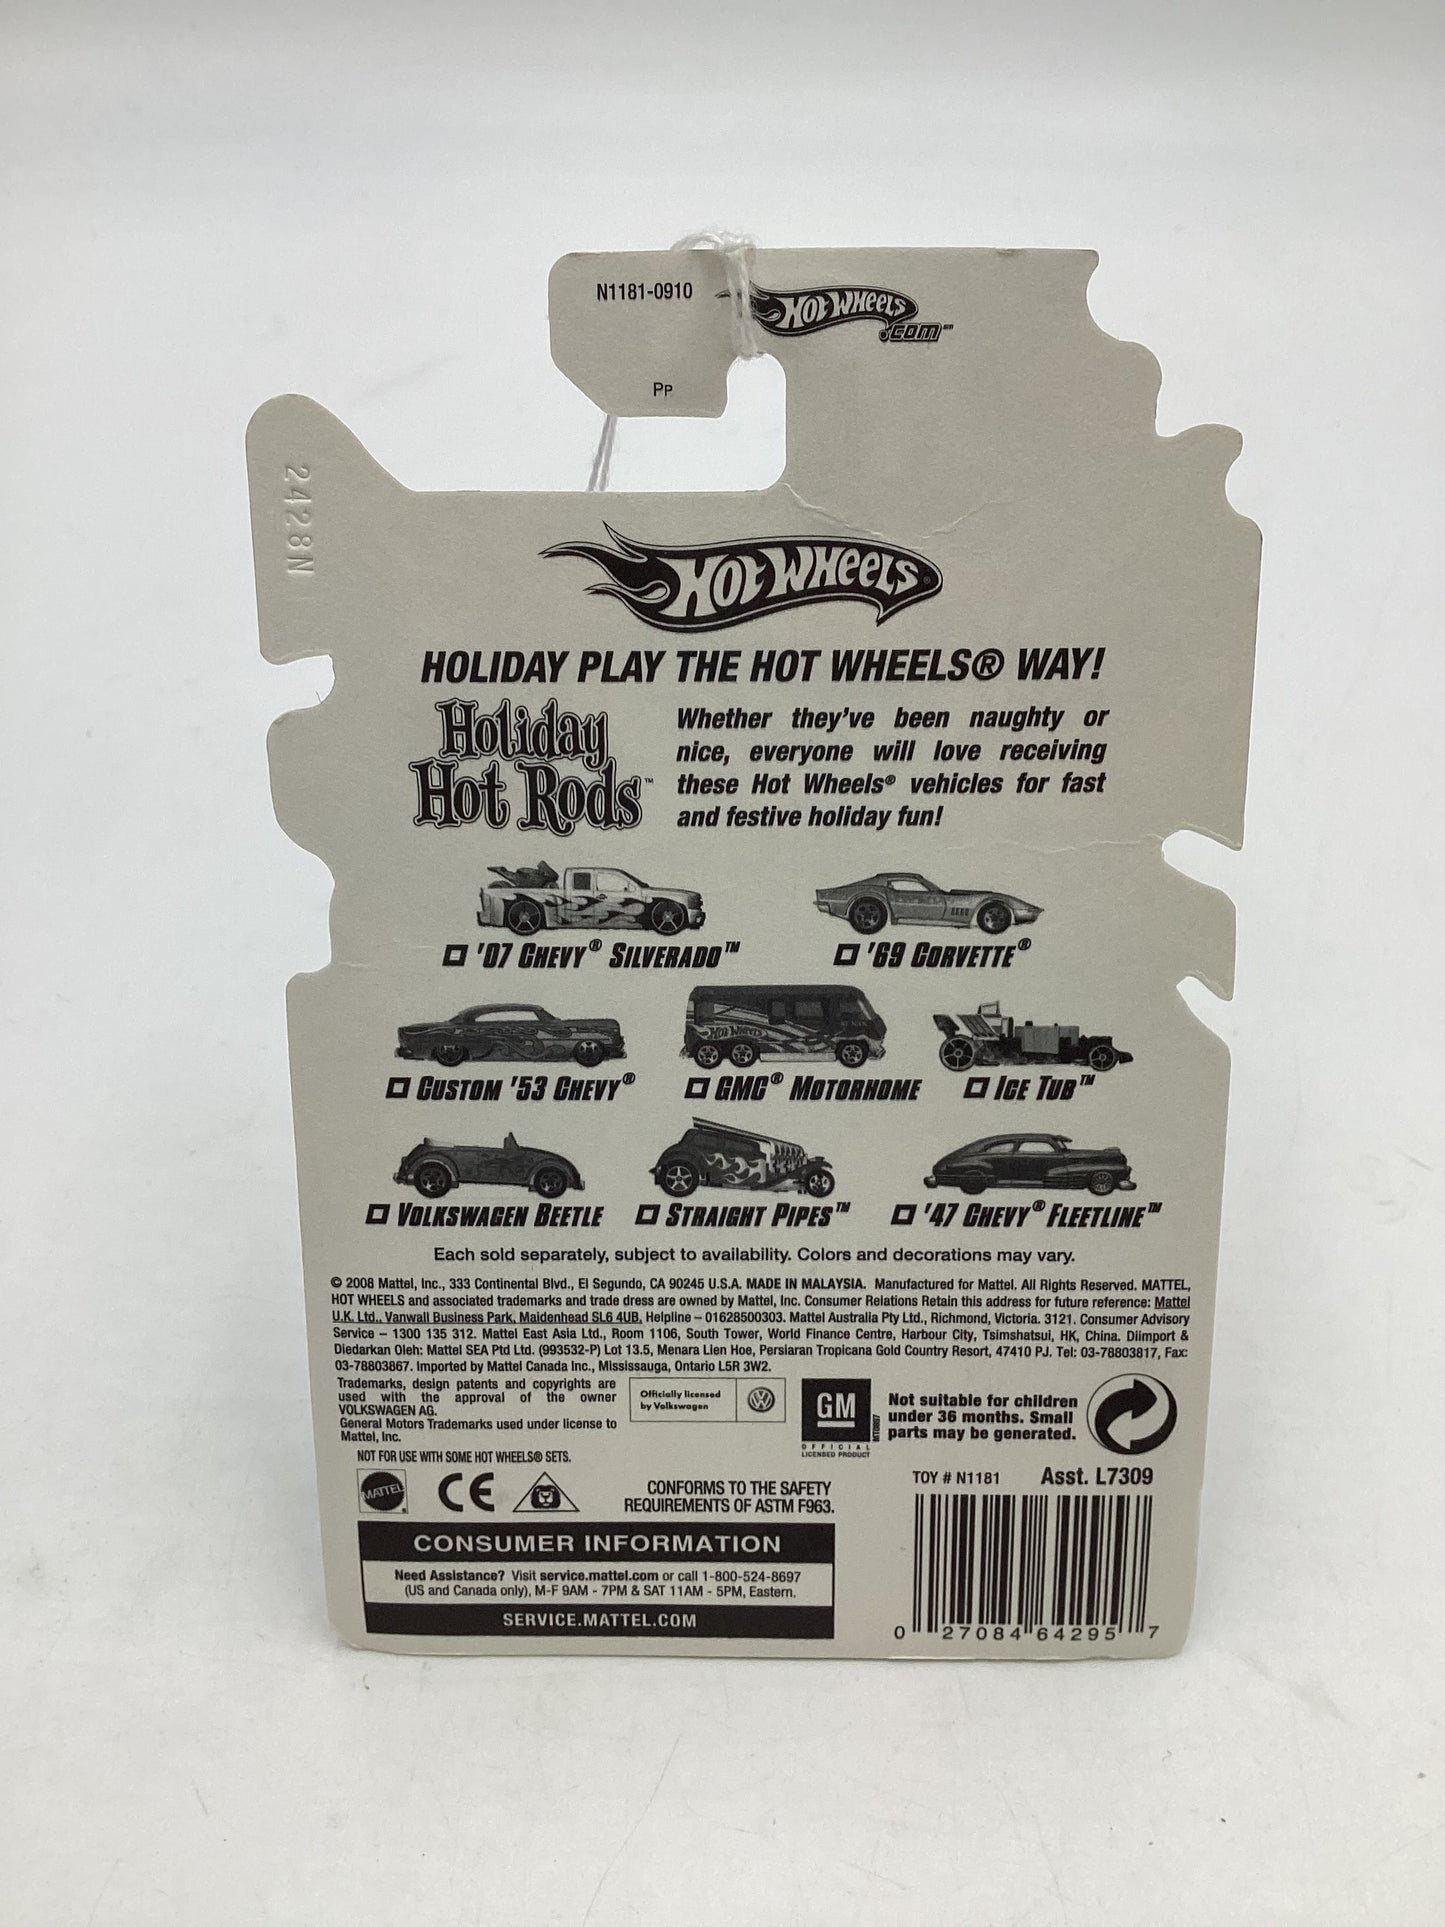 N1181-0910
HOT WHEELS
.COM™
PP
2428N
HOT WHEELS®
HOLIDAY PLAY THE HOT WHEELS® WAY!
Holiday
Hot Rods™
Whether they've been naughty or
nice, everyone will love receiving
these Hot Wheels® vehicles for fast
and festive holiday fun!
'07 CHEVY® SILVERADO™
'69 CORVETTE®
HOT WHEELS
CUSTOM '53 CHEVY®
GMC® MOTORHOME
ICE TUB™
VOLKSWAGEN BEETLE
STRAIGHT PIPES™
'47 CHEVY® FLEETLINE™
Each sold separately, subject to availability. Colors and decorations may vary.
© 2008 Mattel, Inc., 333 Continental Blvd., El Segundo, CA 90245 U.S.A. MADE IN MALAYSIA. Manufactured for Mattel. All Rights Reserved. MATTEL,
HOT WHEELS and associated trademarks and trade dress are owned by Mattel, Inc. Consumer Relations Retain this address for future reference: Mattel
U.K. Ltd., Vanwall Business Park, Maidenhead SL6 4UB, Helpline – 01628500303. Mattel Australia Pty Ltd., Richmond, Victoria. 3121. Consumer Advisory
Service – 1300 135 312. Mattel East Asia Ltd., Room 1106, South Tower, World Finance Centre, Harbour City, Tsimshatsui, HK, China. Diimport &
Diedarkan Oleh: Mattel SEA Ptd Ltd. (993532-P) Lot 13.5, Menara Lien Hoe, Persiaran Tropicana Gold Country Resort, 47410 PJ. Tel: 03-78803817, Fax:
03-78803867. Imported by Mattel Canada Inc., Mississauga, Ontario L5R 3W2.
Trademarks, design patents and copyrights are
used with the approval of the owner
VOLKSWAGEN AG.
General Motors Trademarks used under license to
Mattel, Inc.
Officially licensed
by Volkswagen
GM
OFFICIAL
LICENSED PRODUCT
Not suitable for children
under 36 months. Small
parts may be generated.
NOT FOR USE WITH SOME HOT WHEELS® SETS.
MATTEL
CE
CONFORMS TO THE SAFETY
REQUIREMENTS OF ASTM F963.
TOY # N1181 Asst. L7309
CONSUMER INFORMATION
Need Assistance? Visit service.mattel.com or call 1-800-524-8697
(US and Canada only), M-F 9AM - 7PM & SAT 11AM - 5PM, Eastern.
SERVICE.MATTEL.COM
0 27084 64295 7